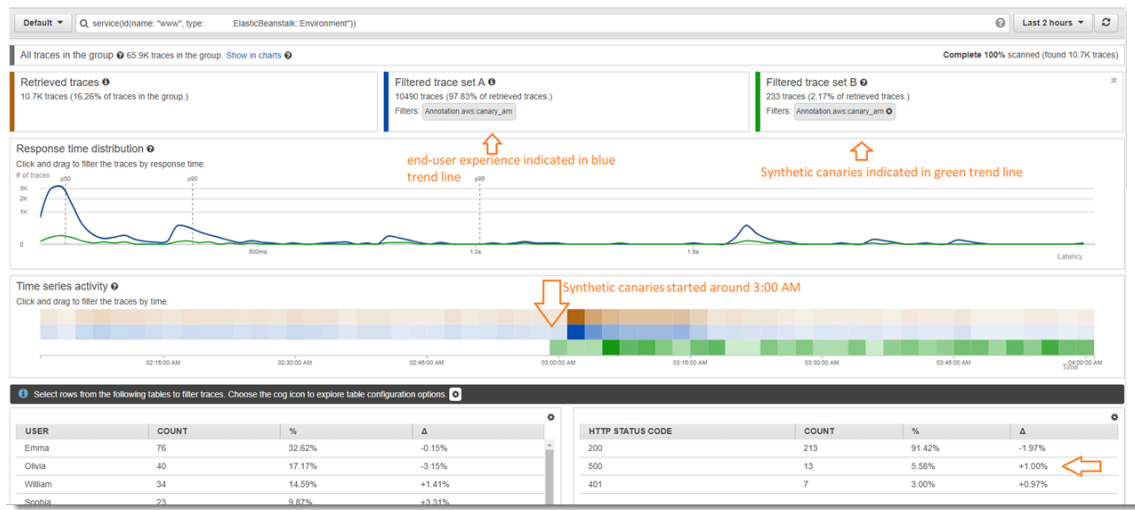 Default service(id(name: "www", type: :ElasticBeanstalk::Environment")) Last 2 hours
All traces in the group 65.9K traces in the group. Show in charts Complete 100% scanned (found 10.7K traces)
Retrieved traces
10.7K traces (16.26% of traces in the group.)
Filtered trace set A
10490 traces (97.83% of retrieved traces.)
Filters: Annotation.aws:canary_arn
Filtered trace set B
233 traces (2.17% of retrieved traces.)
Filters: Annotation.aws:canary_arn
end-user experience indicated in blue
trend line
Synthetic canaries indicated in green trend line
Response time distribution
Click and drag to filter the traces by response time.
# of traces
p50 p90 p95
3K
2K
1K
0
500ms 1.0s 1.5s
Latency
Time series activity
Click and drag to filter the traces by time.
Synthetic canaries started around 3:00 AM
02:15:00 AM 02:30:00 AM 02:45:00 AM 03:00:00 AM 03:15:00 AM 03:30:00 AM 03:45:00 AM 04:00:00 AM
Time
Select rows from the following tables to filter traces. Choose the cog icon to explore table configuration options.
USER COUNT % Δ
Emma 76 32.62% -0.15%
Olivia 40 17.17% -3.15%
William 34 14.59% +1.41%
Sophia 23 9.87% +3.31%
HTTP STATUS CODE COUNT % Δ
200 213 91.42% -1.97%
500 13 5.58% +1.00%
401 7 3.00% +0.97%